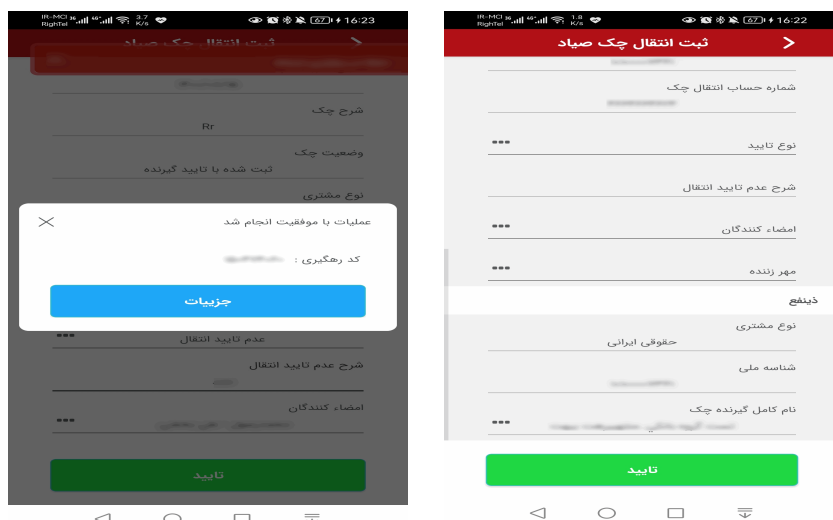 IR-MCI 36 46 3.7 67 16:23
RighTel K/s
ثبت انتقال چک صیاد
شرح چک
Rr
وضعیت چک
ثبت شده با تایید گیرنده
نوع مشتری
عملیات با موفقیت انجام شد
کد رهگیری :
جزییات
عدم تایید انتقال
شرح عدم تایید انتقال
امضاء کنندگان
تایید
IR-MCI 36 46 1.8 67 16:22
RighTel K/s
ثبت انتقال چک صیاد
شماره حساب انتقال چک
نوع تایید
شرح عدم تایید انتقال
امضاء کنندگان
مهر زننده
ذینفع
نوع مشتری
حقوقی ایرانی
شناسه ملی
نام کامل گیرنده چک
تایید